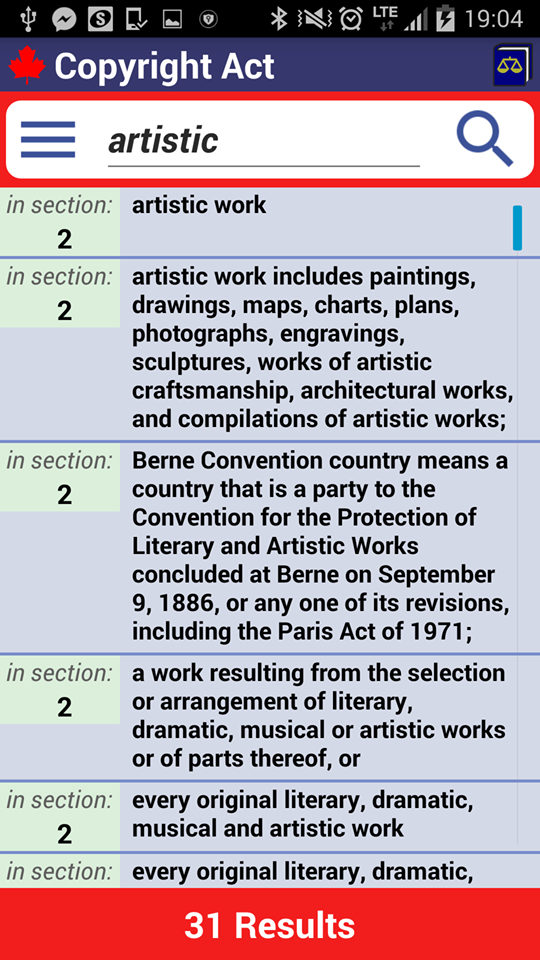 LTE 19:04
Copyright Act
artistic
in section: artistic work
2
in section: artistic work includes paintings,
2 drawings, maps, charts, plans,
photographs, engravings,
sculptures, works of artistic
craftsmanship, architectural works,
and compilations of artistic works;
in section: Berne Convention country means a
2 country that is a party to the
Convention for the Protection of
Literary and Artistic Works
concluded at Berne on September
9, 1886, or any one of its revisions,
including the Paris Act of 1971;
in section: a work resulting from the selection
2 or arrangement of literary,
dramatic, musical or artistic works
or of parts thereof, or
in section: every original literary, dramatic,
2 musical and artistic work
in section: every original literary, dramatic,
31 Results